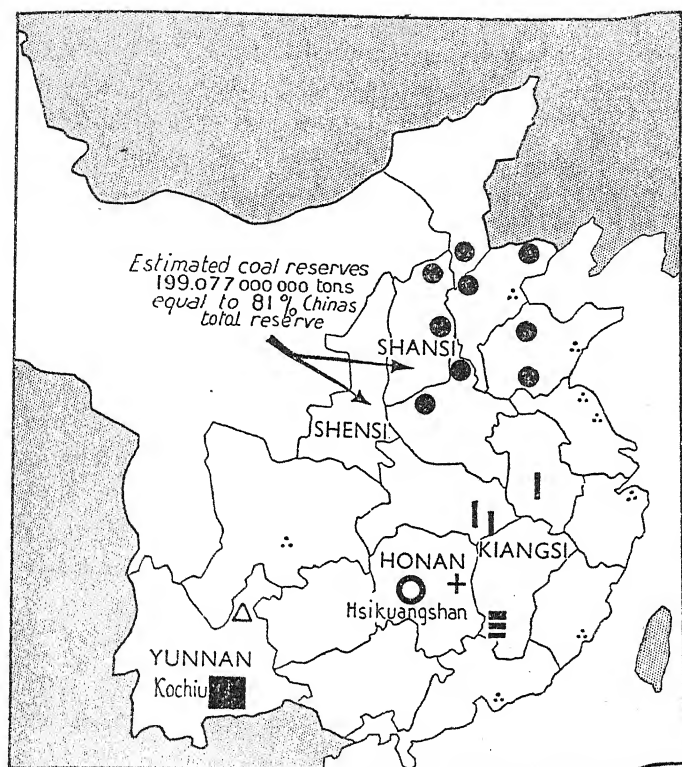 Estimated coal reserves
199.077 000 000 tons
equal to 81% Chinas
total reserve
SHANSI
SHENSI
HONAN
KIANGSI
Hsikuangshan
YUNNAN
Kochiu